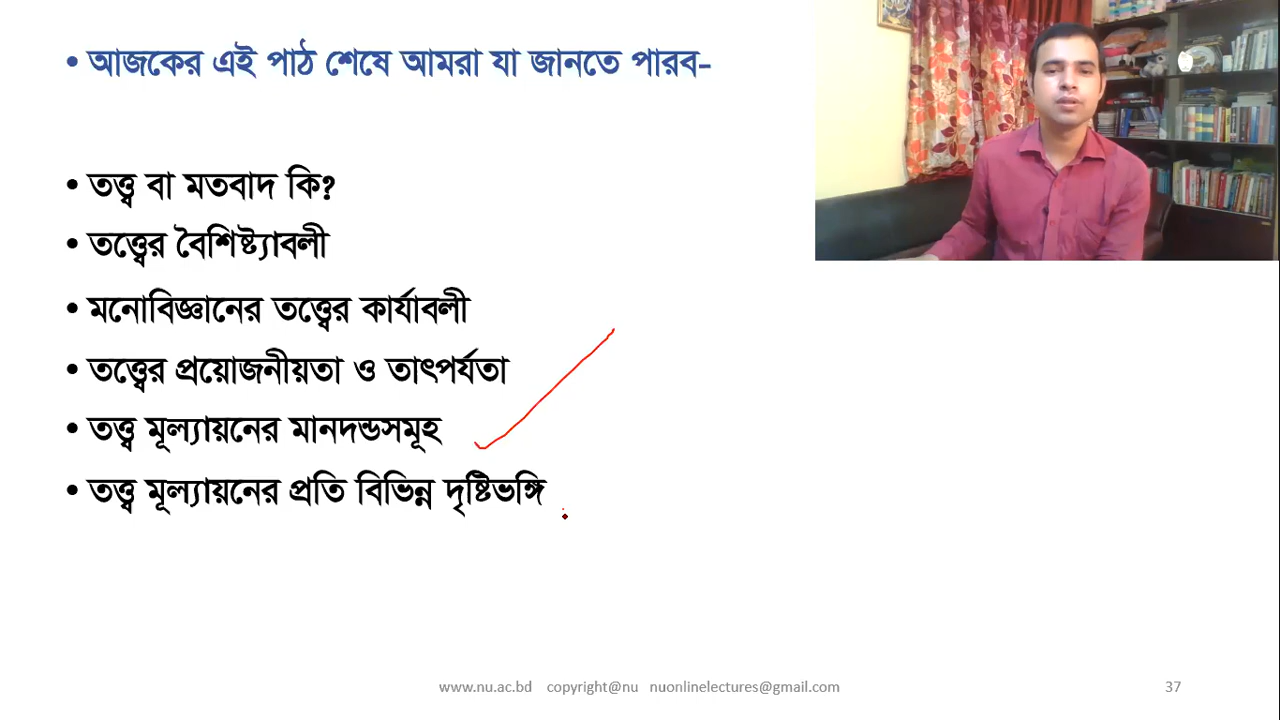 • আজকের এই পাঠ শেষে আমরা যা জানতে পারব-
• তত্ত্ব বা মতবাদ কি?
• তত্ত্বের বৈশিষ্ট্যাবলী
• মনোবিজ্ঞানের তত্ত্বের কার্যাবলী
• তত্ত্বের প্রয়োজনীয়তা ও তাৎপর্যতা
• তত্ত্ব মূল্যায়নের মানদন্ডসমূহ
• তত্ত্ব মূল্যায়নের প্রতি বিভিন্ন দৃষ্টিভঙ্গি
www.nu.ac.bd copyright@nu nuonlinelectures@gmail.com 37